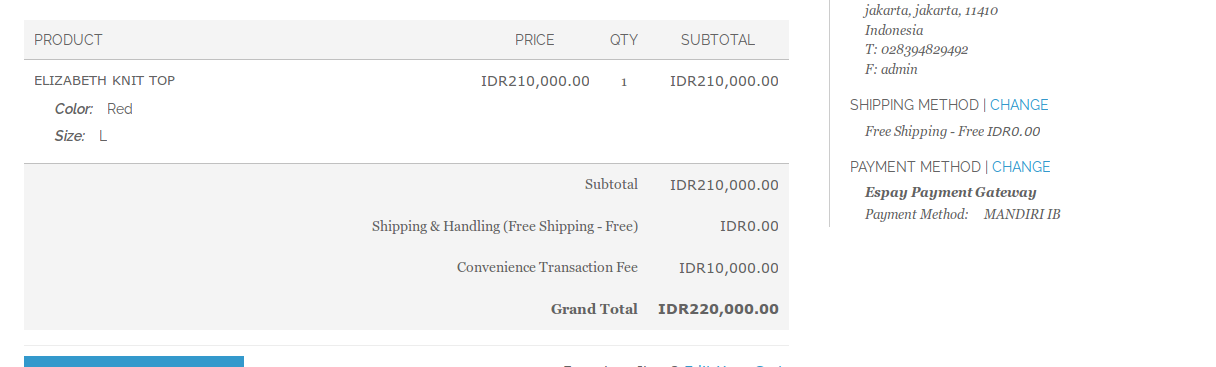 PRODUCT PRICE QTY SUBTOTAL
ELIZABETH KNIT TOP IDR210,000.00 1 IDR210,000.00
Color: Red
Size: L
Subtotal IDR210,000.00
Shipping & Handling (Free Shipping - Free) IDR0.00
Convenience Transaction Fee IDR10,000.00
Grand Total IDR220,000.00
jakarta, jakarta, 11410
Indonesia
T: 028394829492
F: admin
SHIPPING METHOD | CHANGE
Free Shipping - Free IDR0.00
PAYMENT METHOD | CHANGE
Espay Payment Gateway
Payment Method: MANDIRI IB